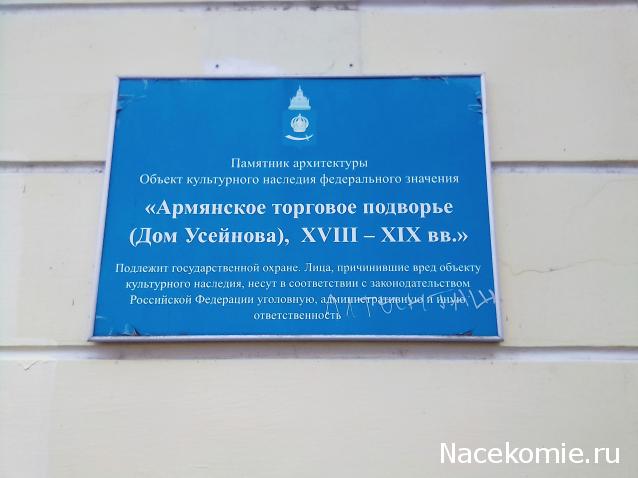 Памятник архитектуры
Объект культурного наследия федерального значения
«Армянское торговое подворье
(Дом Усейнова), XVIII – XIX вв.»
Подлежит государственной охране. Лица, причинившие вред объекту
культурного наследия, несут в соответствии с законодательством
Российской Федерации уголовную, административную и иную
ответственность
Nacekomie.ru